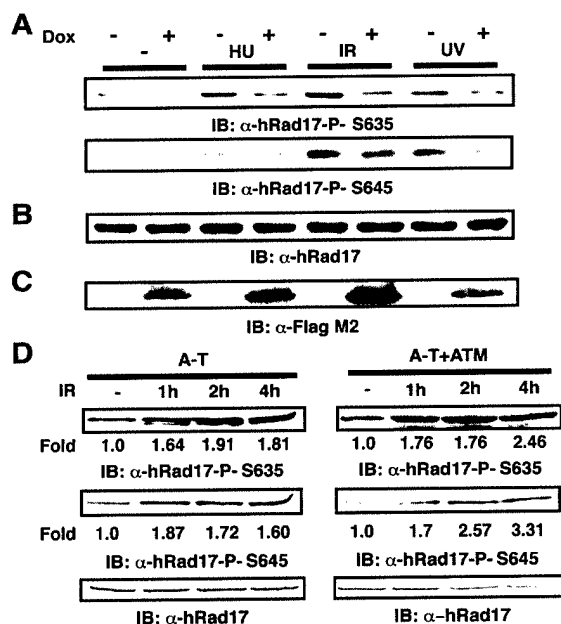 A
Dox - + - + - + - +
- HU IR UV
IB: α-hRad17-P- S635
IB: α-hRad17-P- S645
B
IB: α-hRad17
C
IB: α-Flag M2
D
A-T A-T+ATM
IR - 1h 2h 4h - 1h 2h 4h
Fold 1.0 1.64 1.91 1.81 1.0 1.76 1.76 2.46
IB: α-hRad17-P- S635 IB: α-hRad17-P- S635
Fold 1.0 1.87 1.72 1.60 1.0 1.7 2.57 3.31
IB: α-hRad17-P- S645 IB: α-hRad17-P- S645
IB: α-hRad17 IB: α–hRad17